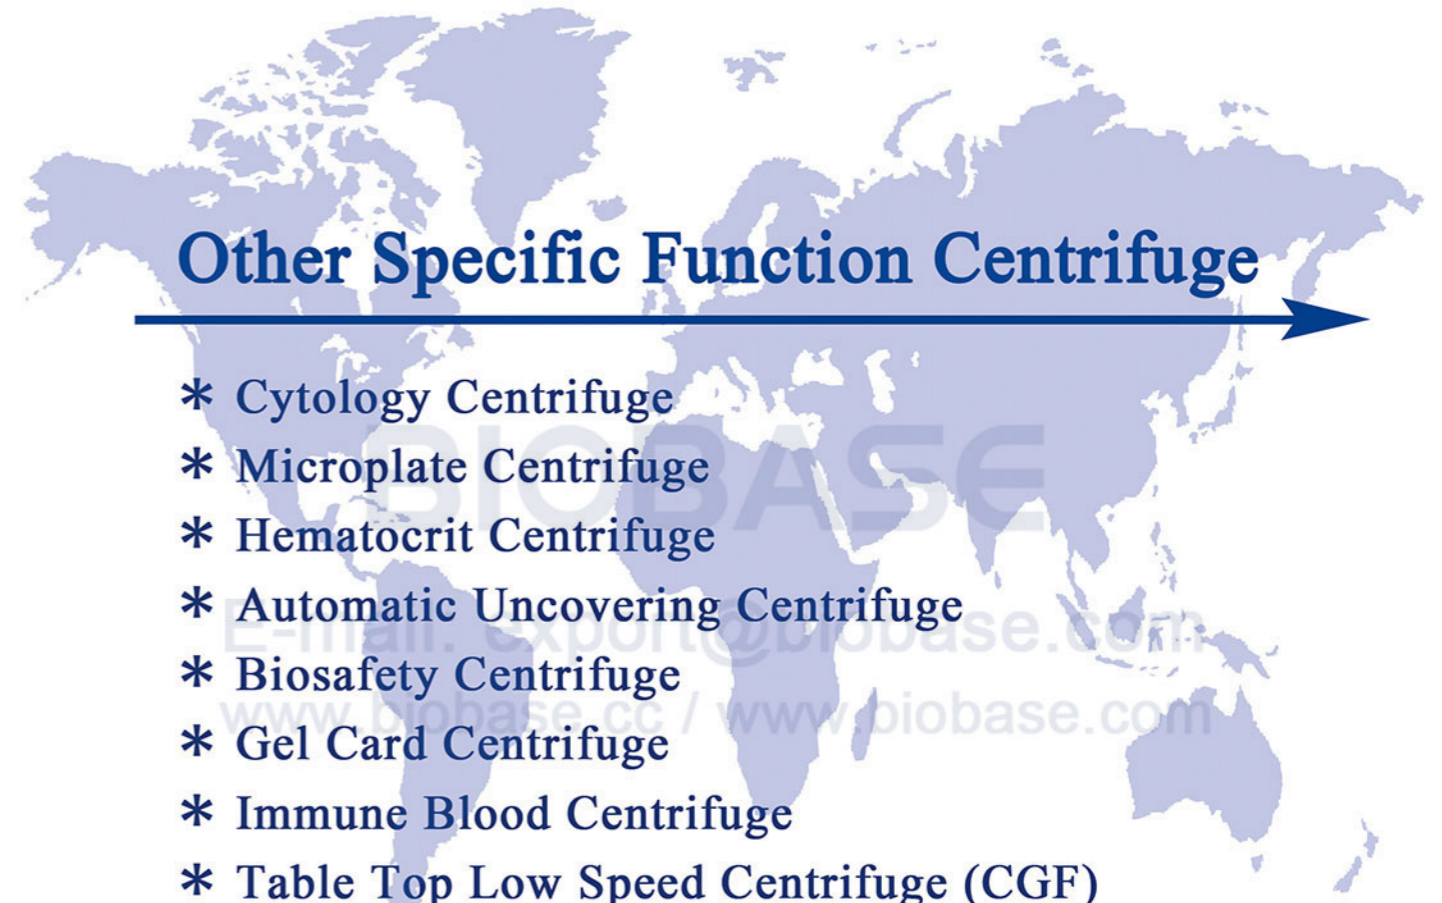 Other Specific Function Centrifuge
* Cytology Centrifuge
* Microplate Centrifuge
BIOBASE
* Hematocrit Centrifuge
* Automatic Uncovering Centrifuge
E-mail: export@biobase.com
* Biosafety Centrifuge
www.biobase.cc / www.biobase.com
* Gel Card Centrifuge
* Immune Blood Centrifuge
* Table Top Low Speed Centrifuge (CGF)